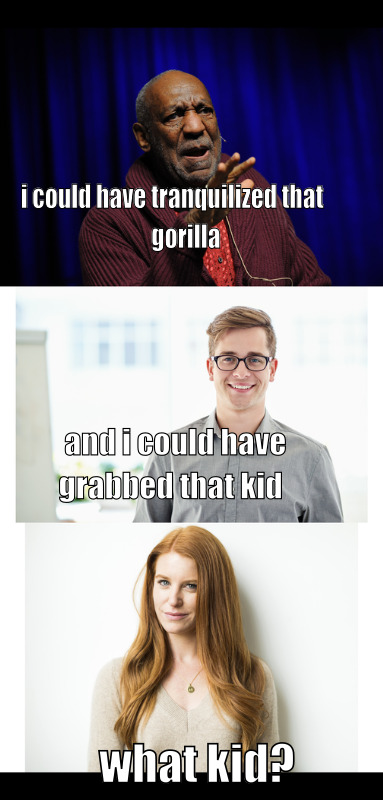 i could have tranquilized that
gorilla
and i could have
grabbed that kid
what kid?